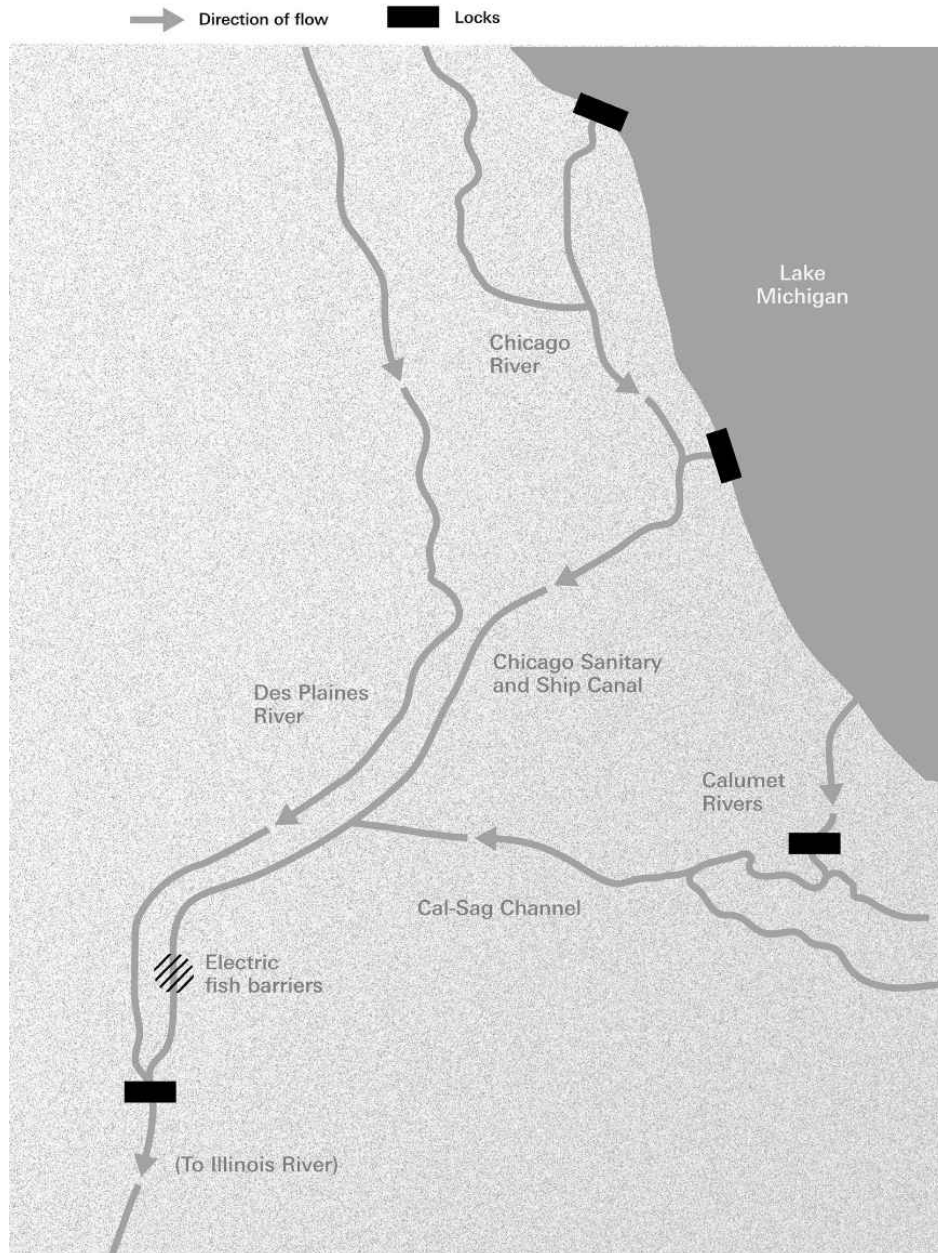 Direction of flow
Locks
Lake
Michigan
Chicago
River
Chicago Sanitary
and Ship Canal
Des Plaines
River
Calumet
Rivers
Cal-Sag Channel
Electric
fish barriers
(To Illinois River)